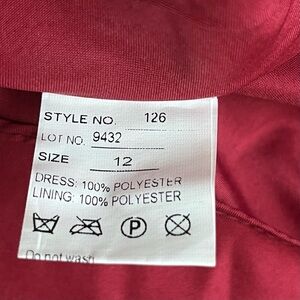 STYLE NO. 126
LOT NO. 9432
SIZE 12
DRESS: 100% POLYESTER
LINING: 100% POLYESTER
P
Do not wash